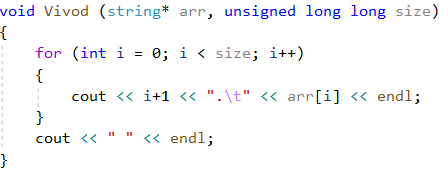 void Vivod (string* arr, unsigned long long size)
{
for (int i = 0; i < size; i++)
{
cout << i+1 << ".\t" << arr[i] << endl;
}
cout << " " << endl;
}